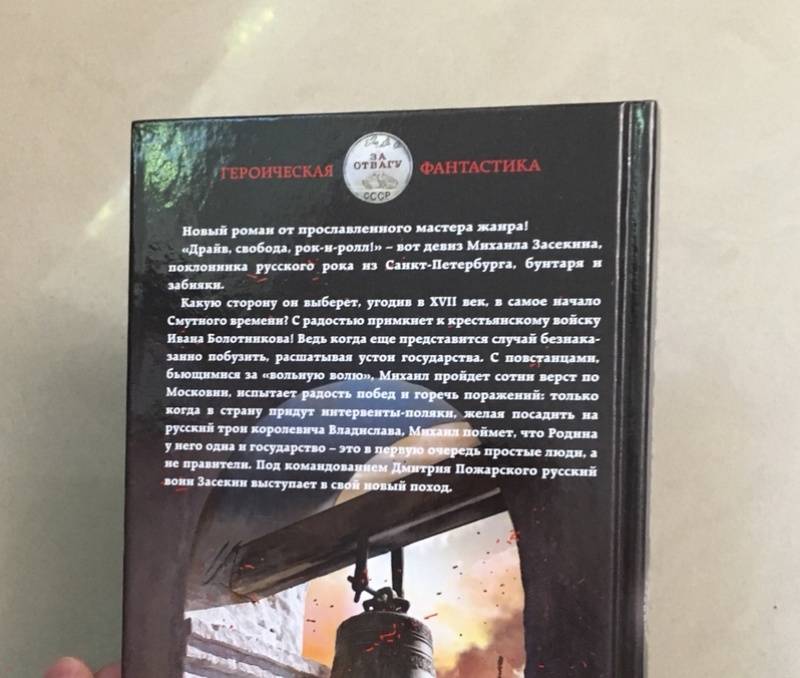 ГЕРОИЧЕСКАЯ ЗА ОТВАГУ СССР ФАНТАСТИКА
Новый роман от прославленного мастера жанра!
«Драйв, свобода, рок-н-ролл!» – вот девиз Михаила Засекина,
поклонника русского рока из Санкт-Петербурга, бунтаря и
забияки.
Какую сторону он выберет, угодив в XVII век, в самое начало
Смутного времени? С радостью примкнет к крестьянскому войску
Ивана Болотникова! Ведь когда еще представится случай безнака-
занно побузить, расшатывая устои государства. С повстанцами,
бьющимися за «вольную волю», Михаил пройдет сотни верст по
Московии, испытает радость побед и горечь поражений: только
когда в страну придут интервенты-поляки, желая посадить на
русский трон королевича Владислава, Михаил поймет, что Родина
у него одна и государство – это в первую очередь простые люди, а
не правители. Под командованием Дмитрия Пожарского русский
воин Засекин выступает в свой новый поход.